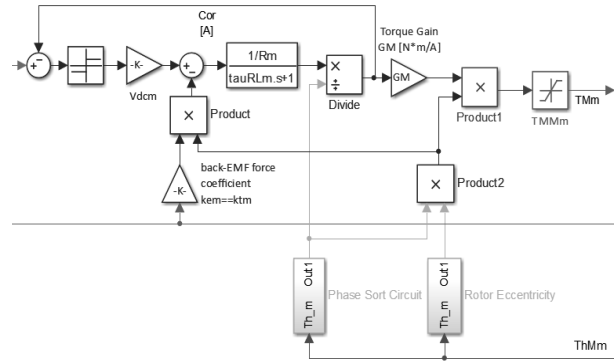 Cor
[A]
Torque Gain
GM [N*m/A]
-K-
1/Rm
tauRLm.s+1
GM
Vdcm
Divide
Product1
TMMm
TMm
Product
back-EMF force
coefficient
kem==ktm
-K-
Product2
Out1
Th_m
Phase Sort Circuit
Out1
Th_m
Rotor Eccentricity
ThMm